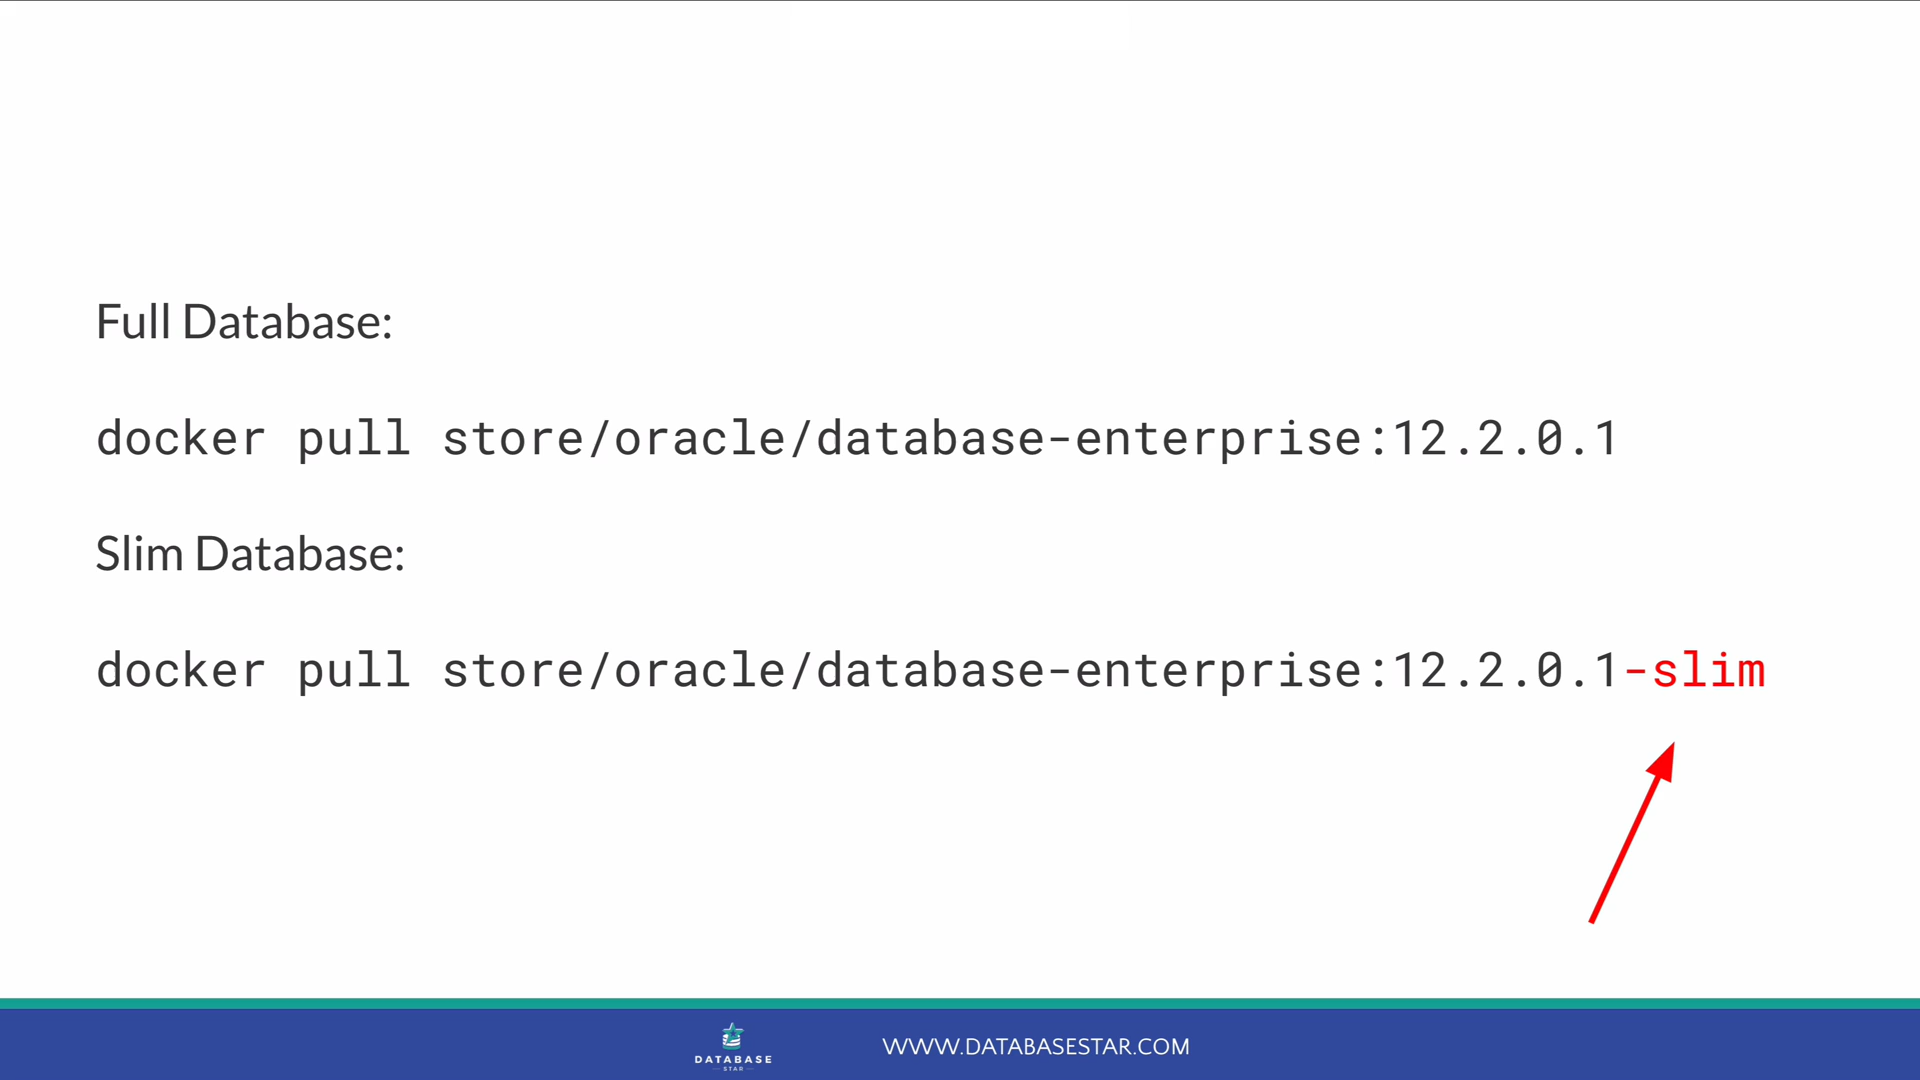 Full Database:
docker pull store/oracle/database-enterprise:12.2.0.1
Slim Database:
docker pull store/oracle/database-enterprise:12.2.0.1-slim
DATABASE
STAR
WWW.DATABASESTAR.COM